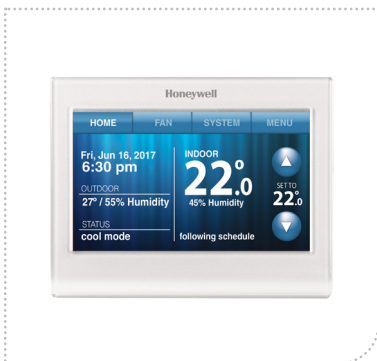 Honeywell
HOME FAN SYSTEM MENU
Fri, Jun 16, 2017
6:30 pm
OUTDOOR
27° / 55% Humidity
STATUS
cool mode
INDOOR
22.0°
45% Humidity
following schedule
SET TO
22.0°